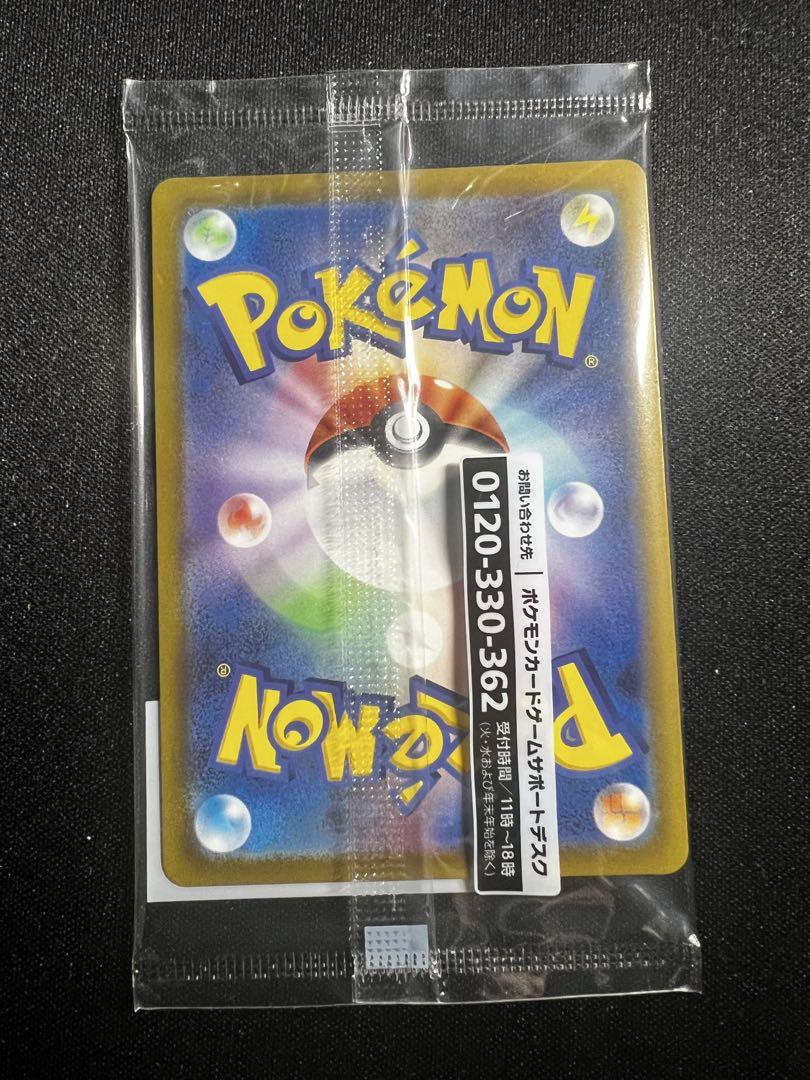 POKéMON
®
お問い合わせ先 | ポケモンカードゲームサポートデスク
0120-330-362 受付時間／11時～18時
(火・水および年末年始を除く)
POKéMON
®